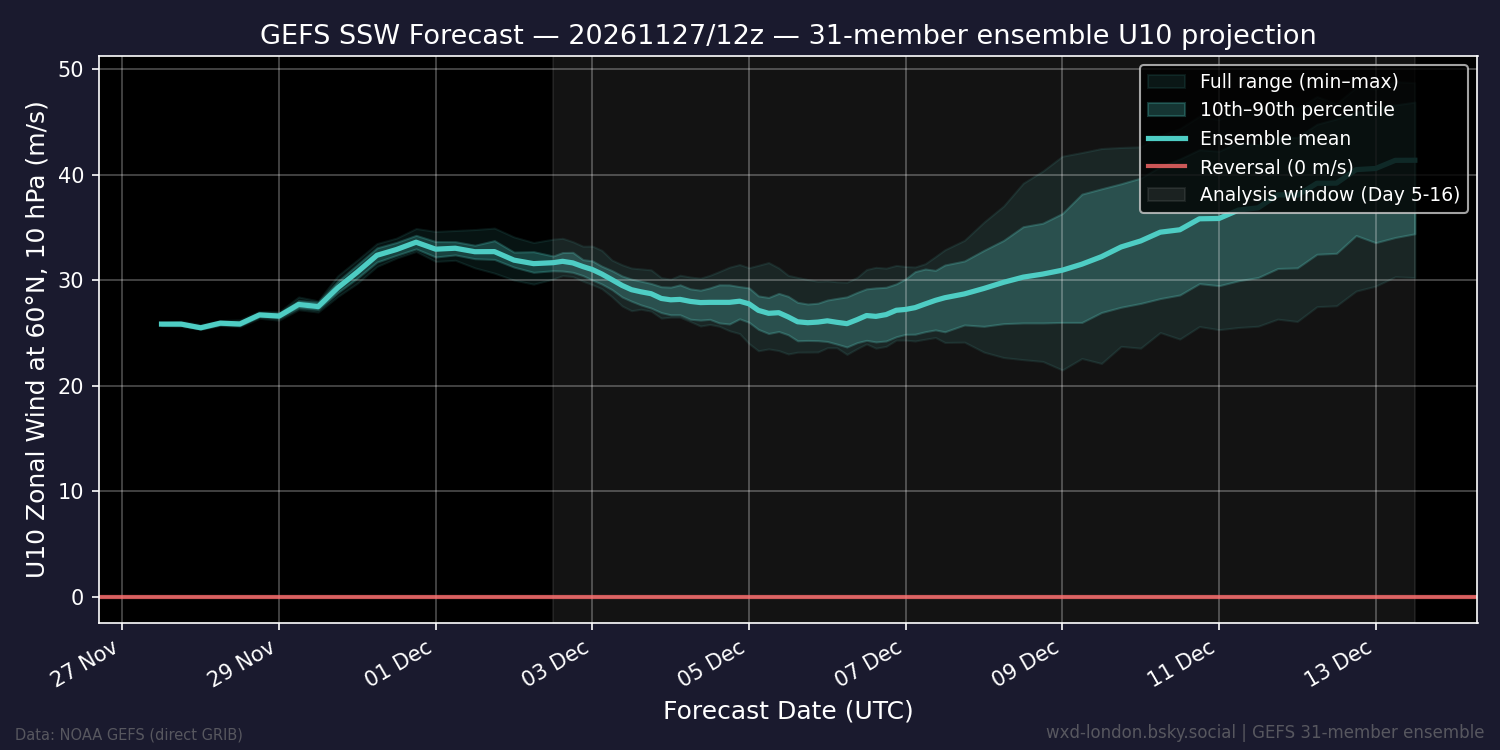 GEFS SSW Forecast — 20261127/12z — 31-member ensemble U10 projection
U10 Zonal Wind at 60°N, 10 hPa (m/s)
50
40
30
20
10
0
Full range (min–max)
10th–90th percentile
Ensemble mean
Reversal (0 m/s)
Analysis window (Day 5-16)
27 Nov
29 Nov
01 Dec
03 Dec
05 Dec
07 Dec
09 Dec
11 Dec
13 Dec
Forecast Date (UTC)
Data: NOAA GEFS (direct GRIB)
wxd-london.bsky.social | GEFS 31-member ensemble